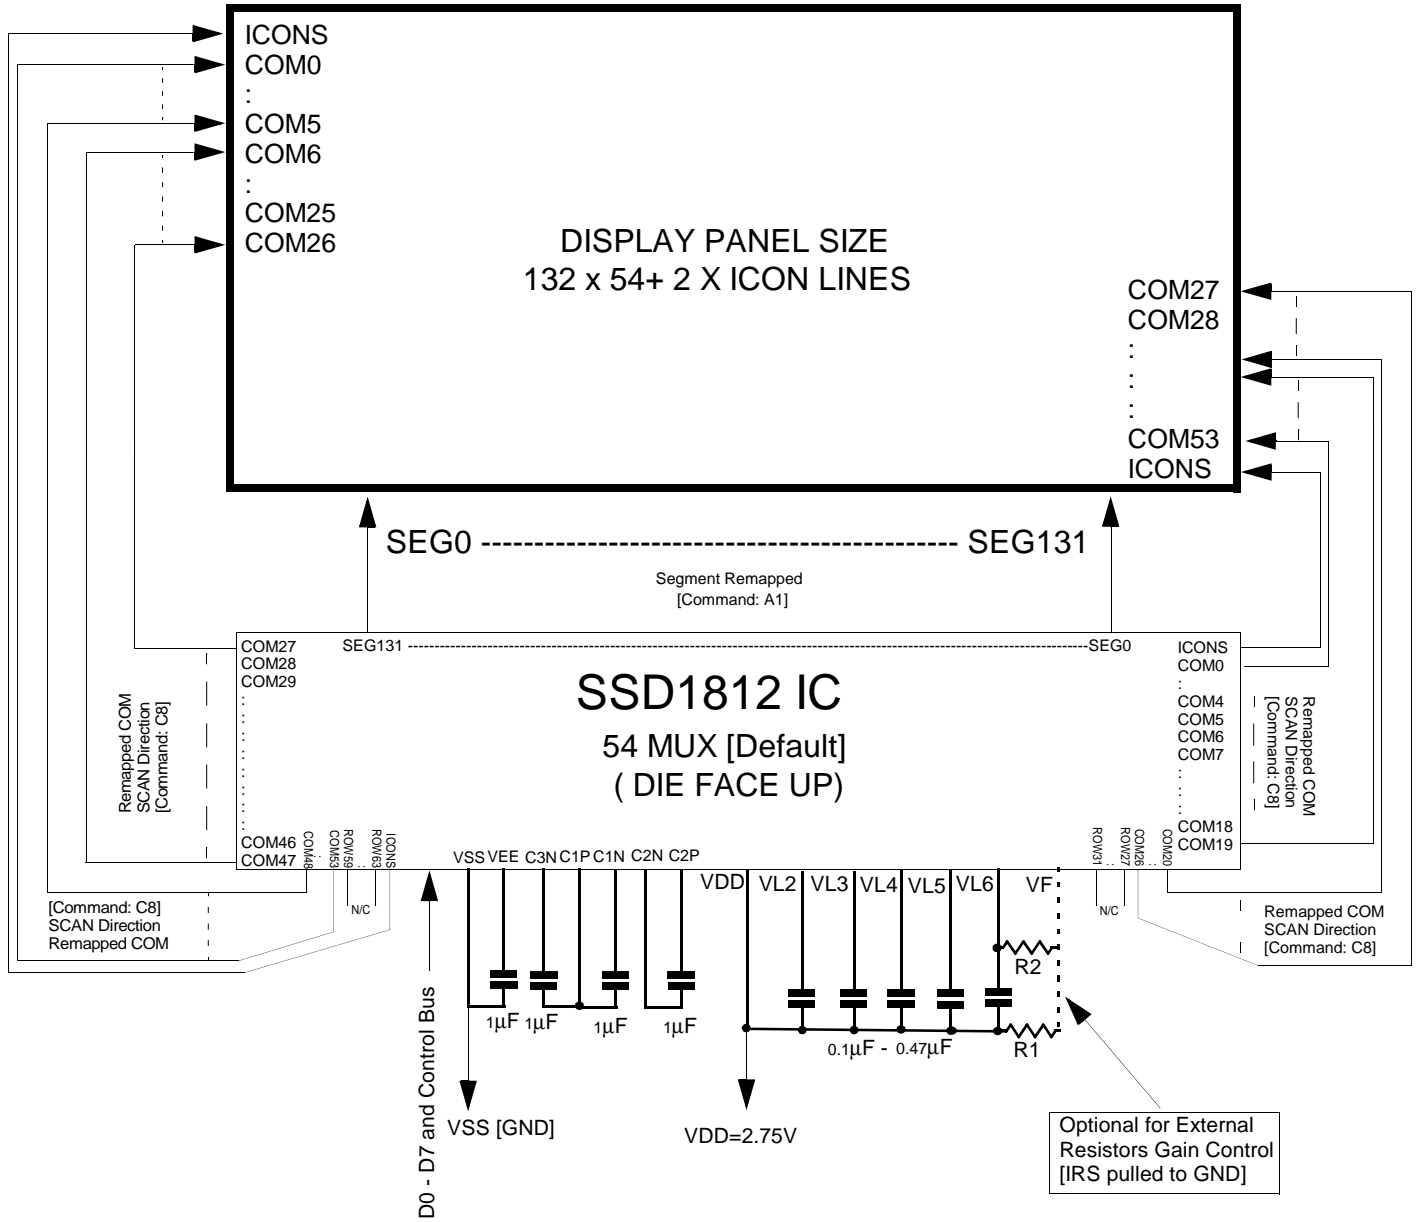 ICONS
COM0
:
COM5
COM6
:
COM25
COM26
DISPLAY PANEL SIZE
132 x 54+ 2 X ICON LINES
COM27
COM28
:
:
:
COM53
ICONS
SEG0 --------------------------------------------- SEG131
Segment Remapped
[Command: A1]
SEG131 ---------------------------------------------SEG0
COM27
COM28
COM29
:
:
:
:
:
:
:
:
COM46
COM47
SSD1812 IC
54 MUX [Default]
( DIE FACE UP)
ICONS
COM0
:
COM4
COM5
COM6
COM7
:
:
:
COM18
COM19
Remapped COM
SCAN Direction
[Command: C8]
Remapped COM
SCAN Direction
[Command: C8]
COM48
:
COM53
ROW59
:
ROW63
ICONS
VSS VEE C3N C1P C1N C2N C2P
VDD VL2 VL3 VL4 VL5 VL6 VF
ROW31
:
ROW27
COM26
:
COM20
[Command: C8]
SCAN Direction
Remapped COM
N/C
N/C
Remapped COM
SCAN Direction
[Command: C8]
D0 - D7 and Control Bus
1µF 1µF 1µF 1µF
R2
0.1µF - 0.47µF
R1
VSS [GND]
VDD=2.75V
Optional for External
Resistors Gain Control
[IRS pulled to GND]